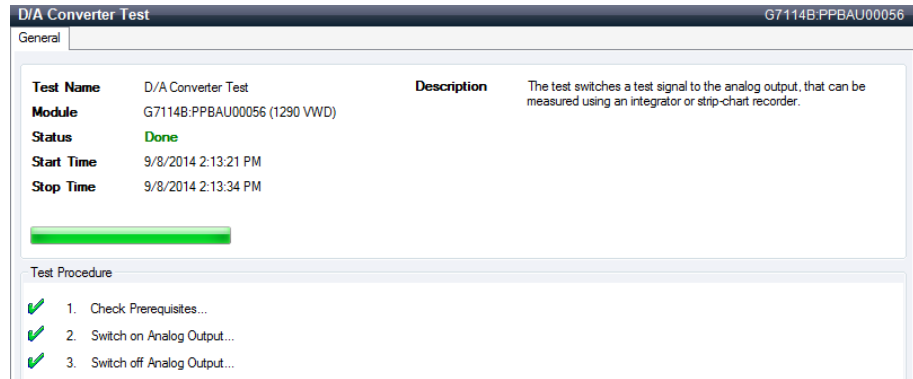 D/A Converter Test G7114B:PPBAU00056
General
Test Name D/A Converter Test Description The test switches a test signal to the analog output, that can be
measured using an integrator or strip-chart recorder.
Module G7114B:PPBAU00056 (1290 VWD)
Status Done
Start Time 9/8/2014 2:13:21 PM
Stop Time 9/8/2014 2:13:34 PM
Test Procedure
1. Check Prerequisites...
2. Switch on Analog Output...
3. Switch off Analog Output...